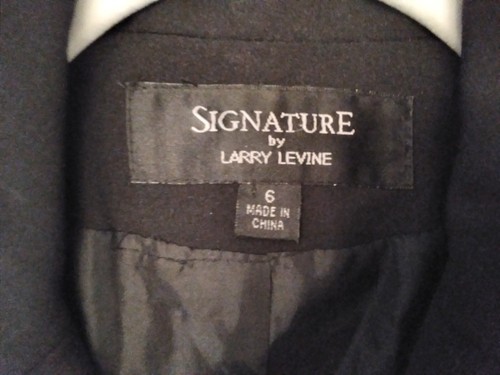 SIGNATURE
by
LARRY LEVINE
6
MADE IN
CHINA